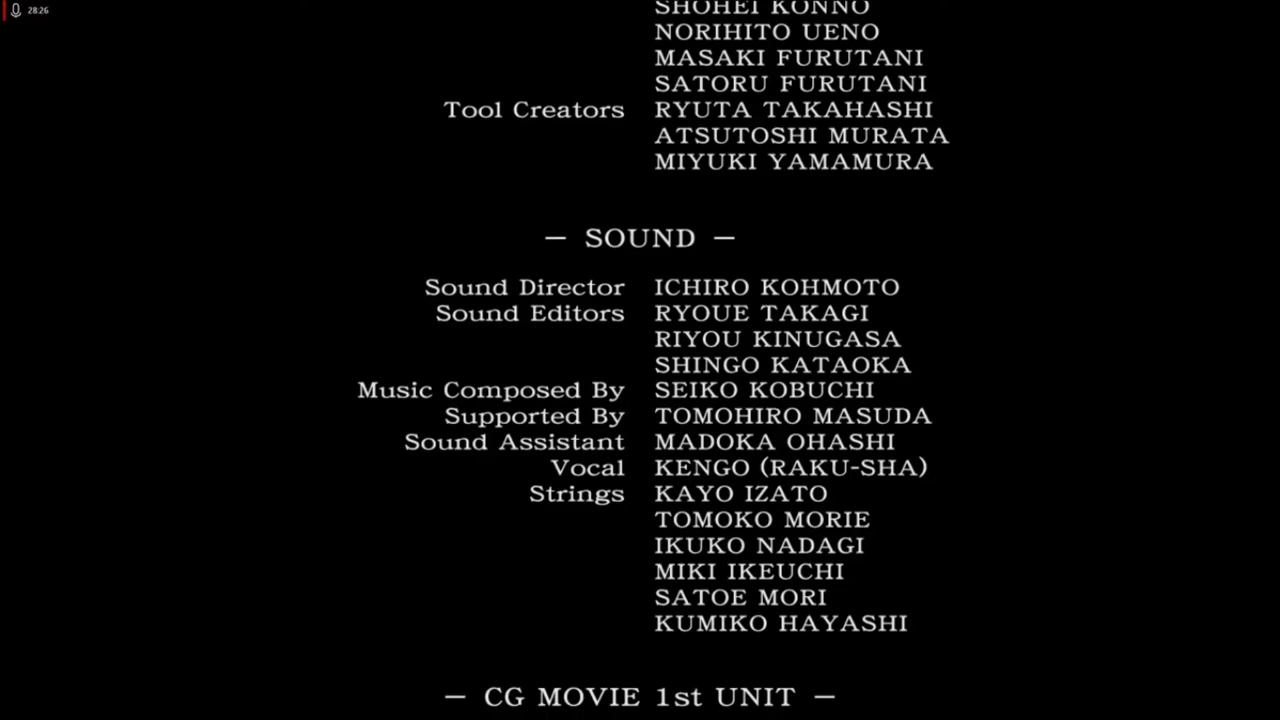 28:26
SHOHEI KONNO
NORIHITO UENO
MASAKI FURUTANI
SATORU FURUTANI
Tool Creators RYUTA TAKAHASHI
ATSUTOSHI MURATA
MIYUKI YAMAMURA
— SOUND —
Sound Director ICHIRO KOHMOTO
Sound Editors RYOUE TAKAGI
RIYOU KINUGASA
SHINGO KATAOKA
Music Composed By SEIKO KOBUCHI
Supported By TOMOHIRO MASUDA
Sound Assistant MADOKA OHASHI
Vocal KENGO (RAKU-SHA)
Strings KAYO IZATO
TOMOKO MORIE
IKUKO NADAGI
MIKI IKEUCHI
SATOE MORI
KUMIKO HAYASHI
— CG MOVIE 1st UNIT —